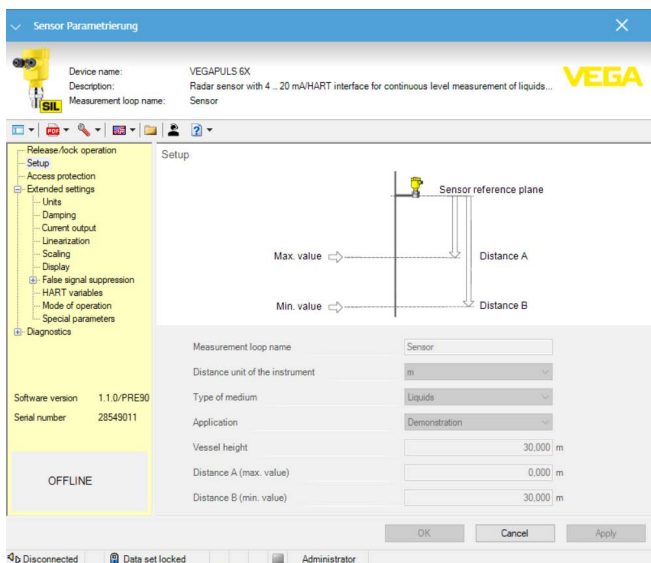 Sensor Parametrierung
Device name: VEGAPULS 6X
Description: Radar sensor with 4 .. 20 mA/HART interface for continuous level measurement of liquids...
Measurement loop name: Sensor
SIL
VEGA
PDF
Release/lock operation
Setup
Access protection
Extended settings
Units
Damping
Current output
Linearization
Scaling
Display
False signal suppression
HART variables
Mode of operation
Special parameters
Diagnostics
Software version 1.1.0/PRE90
Serial number 28549011
OFFLINE
Setup
Sensor reference plane
Max. value
Distance A
Min. value
Distance B
Measurement loop name Sensor
Distance unit of the instrument m
Type of medium Liquids
Application Demonstration
Vessel height 30,000 m
Distance A (max. value) 0,000 m
Distance B (min. value) 30,000 m
OK Cancel Apply
Disconnected Data set locked Administrator